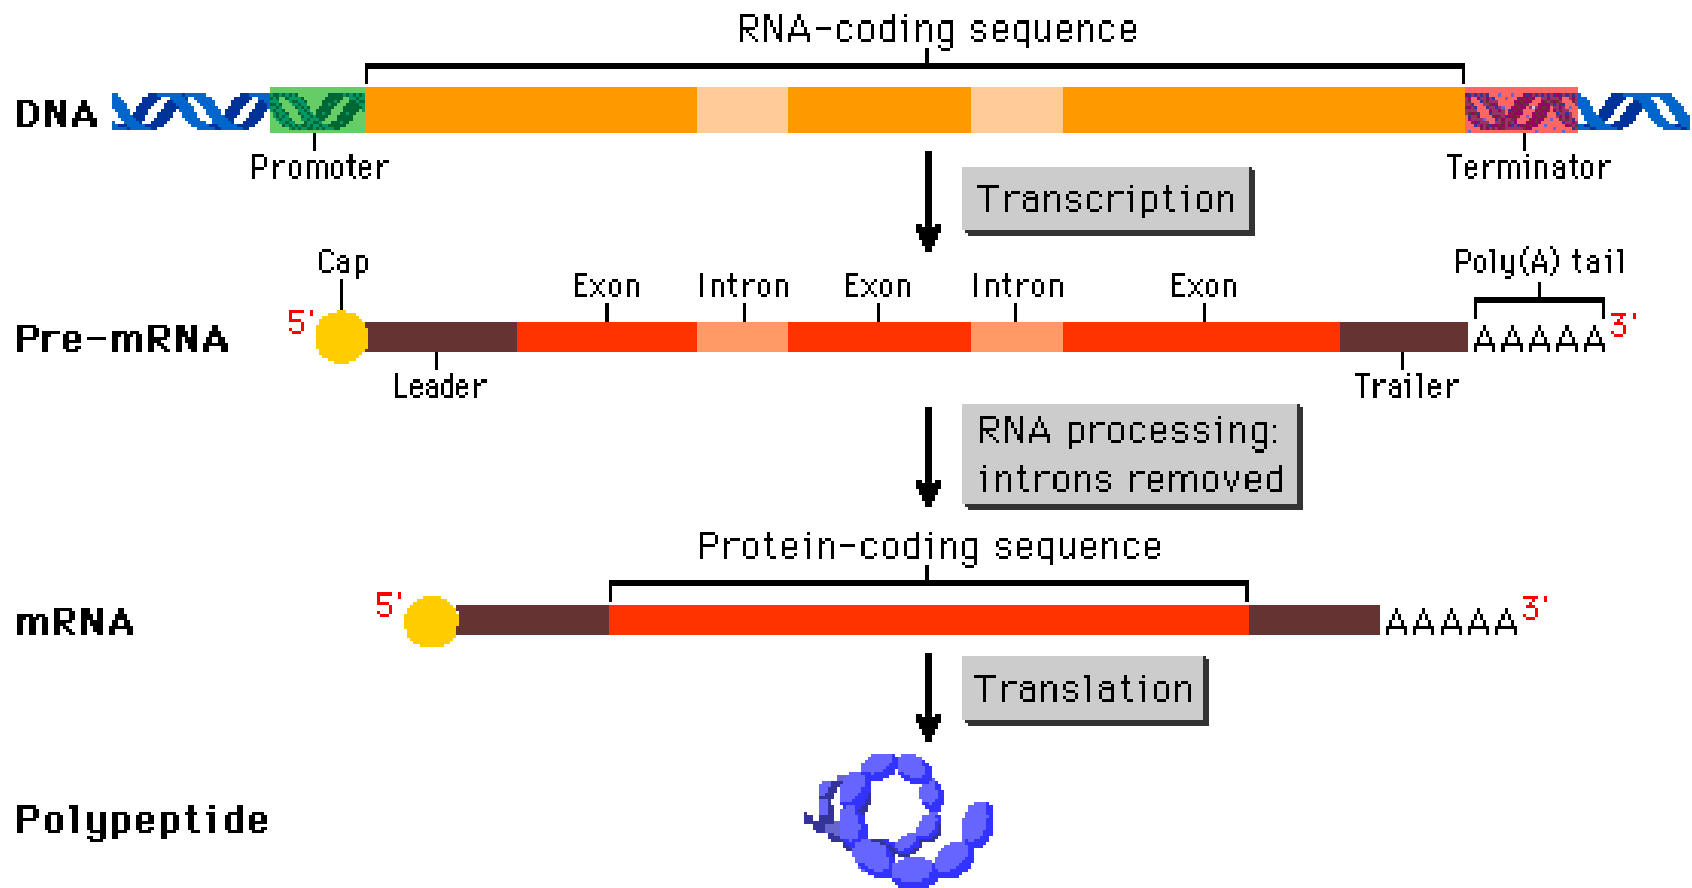 RNA-coding sequence
DNA
Promoter
Terminator
Transcription
Cap
Poly(A) tail
Exon
Intron
Exon
Intron
Exon
5'
3'
Pre-mRNA
AAAAA
Leader
Trailer
RNA processing:
introns removed
Protein-coding sequence
5'
3'
mRNA
AAAAA
Translation
Polypeptide